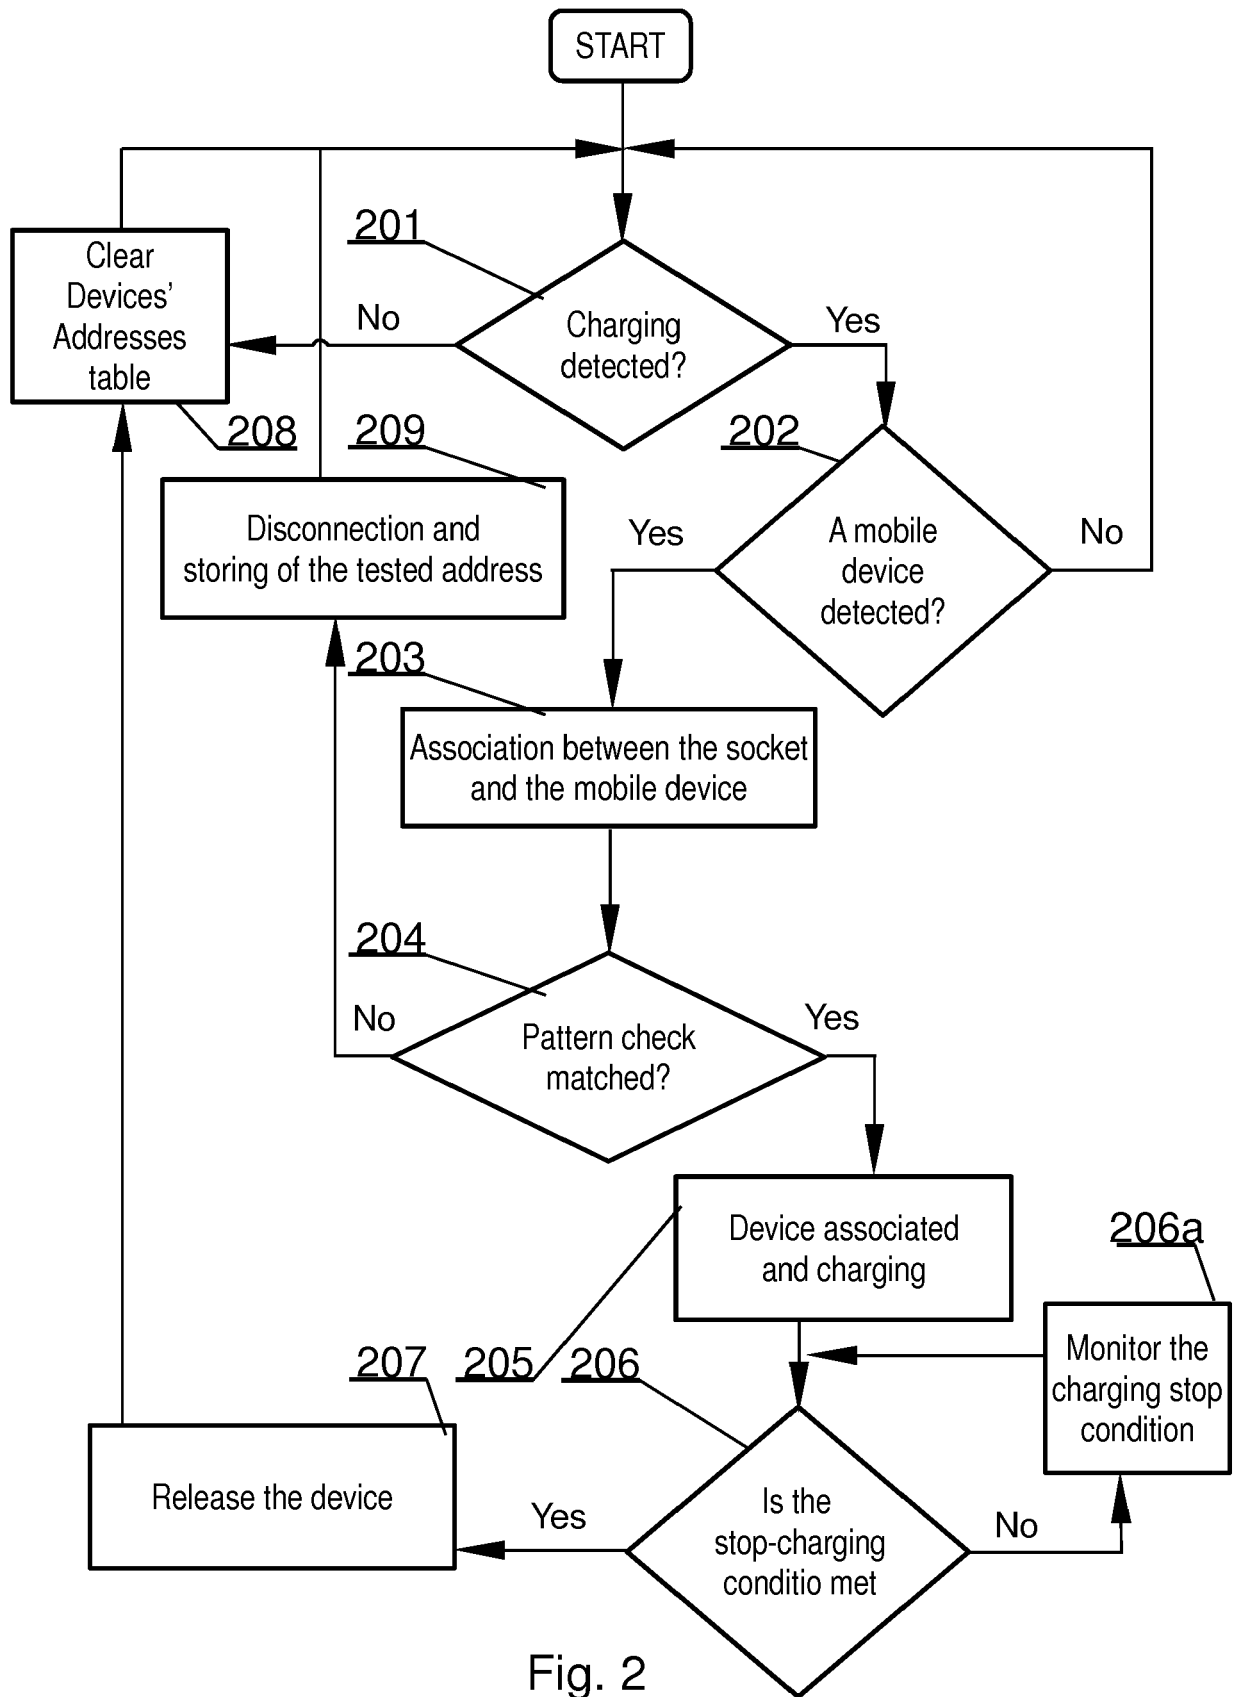 START
201
Clear
Devices’
Addresses
table
No
Charging
detected?
Yes
208
209
202
Disconnection and
storing of the tested address
Yes
A mobile
device
detected?
No
203
Association between the socket
and the mobile device
204
No
Pattern check
matched?
Yes
Device associated
and charging
206a
207
205
206
Monitor the
charging stop
condition
Release the device
Yes
Is the
stop-charging
conditio met
No
Fig. 2